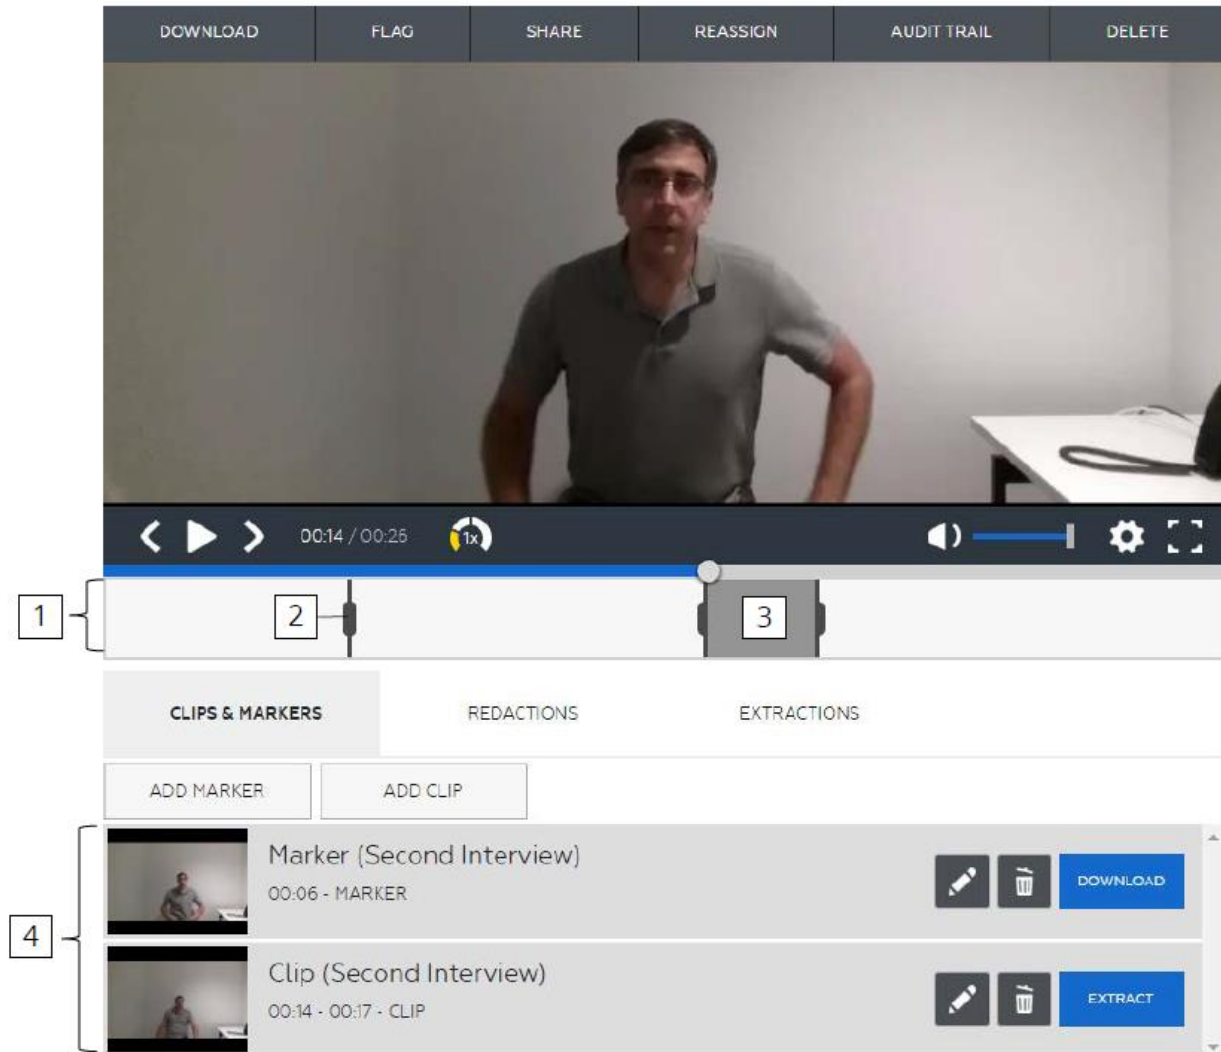 DOWNLOAD FLAG SHARE REASSIGN AUDIT TRAIL DELETE
00:14 / 00:26 1x
1 2 3
CLIPS & MARKERS REDACTIONS EXTRACTIONS
ADD MARKER ADD CLIP
Marker (Second Interview)
00:06 - MARKER
DOWNLOAD
4
Clip (Second Interview)
00:14 - 00:17 - CLIP
EXTRACT